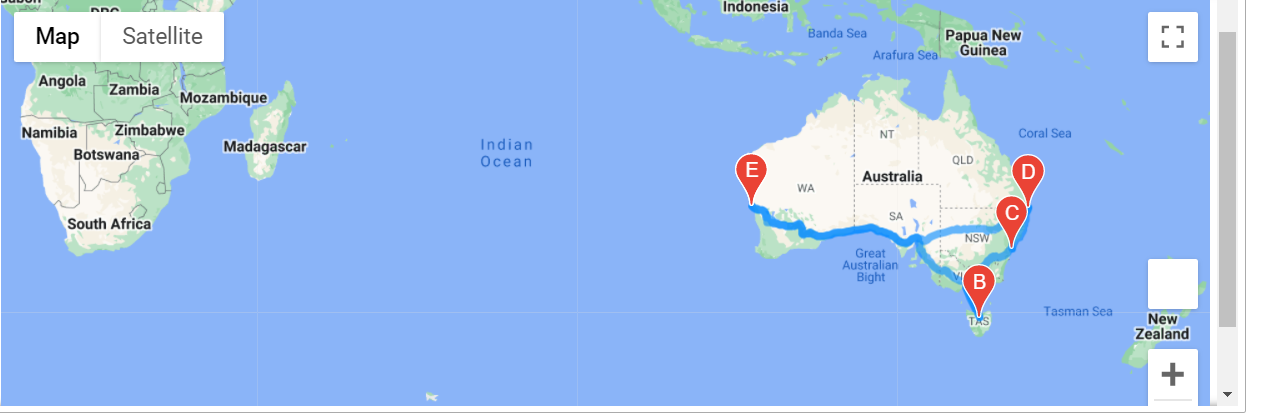 Indonesia
DRC
Map
Satellite
Banda Sea
Papua New
Guinea
Arafura Sea
Angola
Zambia
Mozambique
Namibia
Zimbabwe
Botswana
Madagascar
South Africa
Indian
Ocean
Coral Sea
NT
QLD
E
D
WA
Australia
C
SA
NSW
Great
Australian
Bight
B
TAS
Tasman Sea
New
Zealand
+